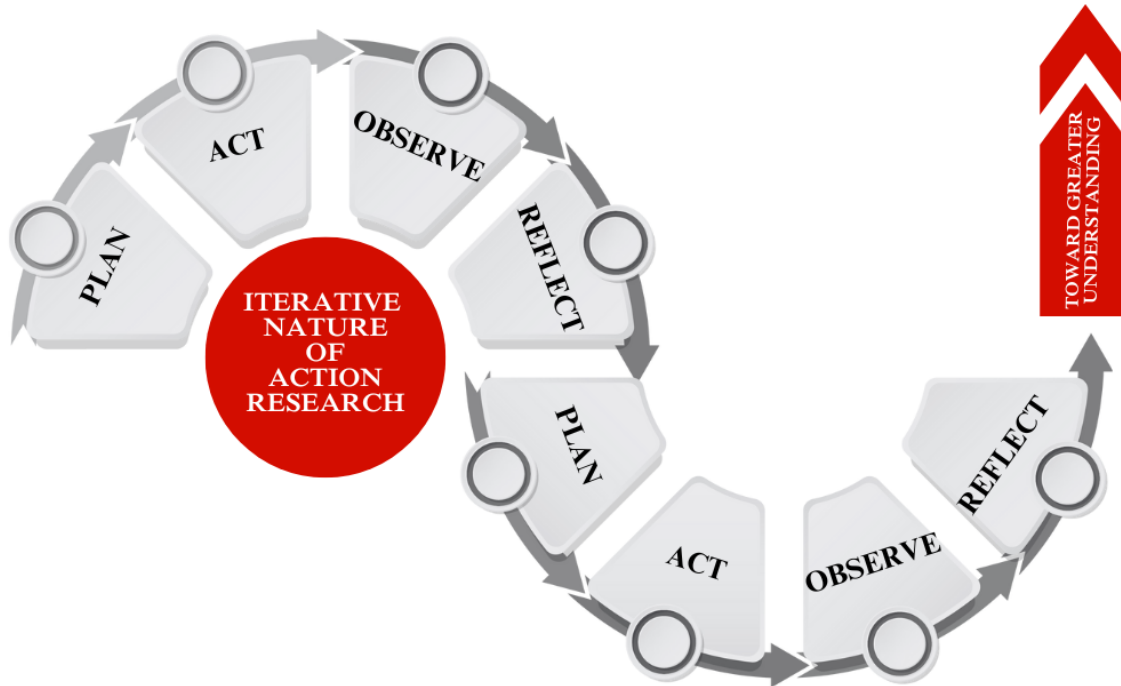 PLAN
ACT
OBSERVE
REFLECT
ITERATIVE
NATURE
OF
ACTION
RESEARCH
PLAN
ACT
OBSERVE
REFLECT
TOWARD GREATER
UNDERSTANDING